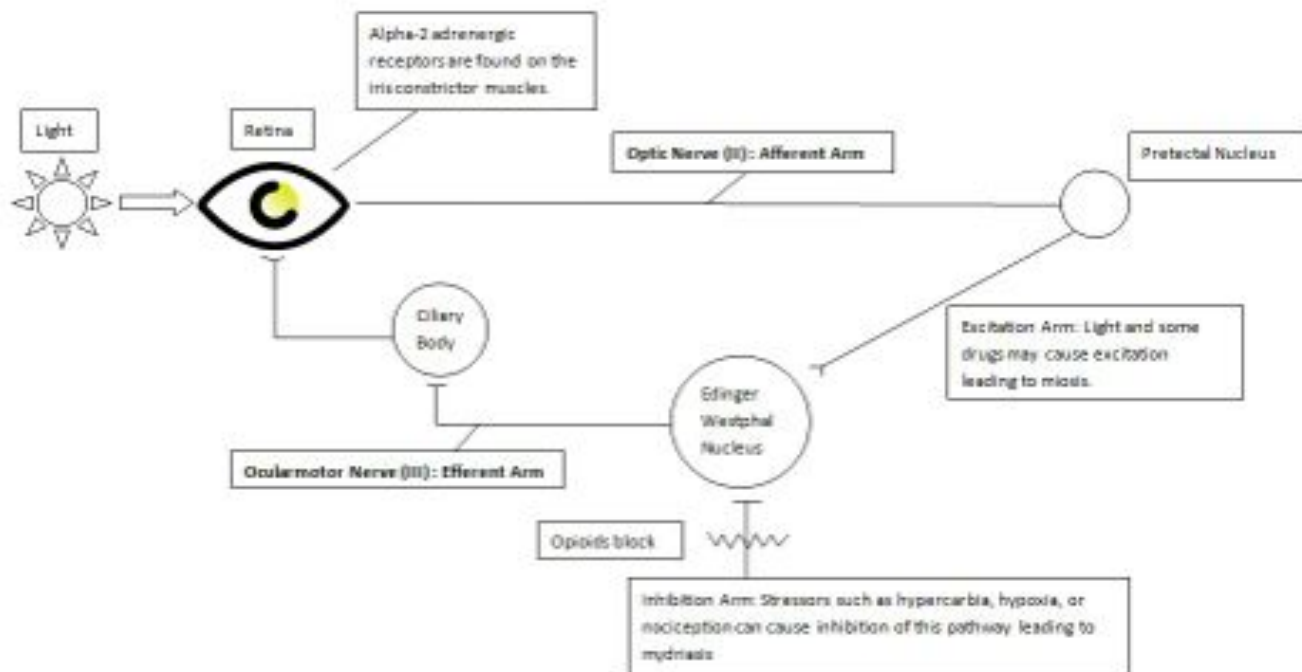 Alpha-2 adrenergic
receptors are found on the
iris constrictor muscles.
Light
Retina
Optic Nerve (II): Afferent Arm
Pretectal Nucleus
Ciliary
Body
Excitation Arm: Light and some
drugs may cause excitation
leading to miosis.
Edinger
Westphal
Nucleus
Ocularmotor Nerve (III): Efferent Arm
Opioids block
Inhibition Arm: Stressors such as hypercarbia, hypoxia, or
nociception can cause inhibition of this pathway leading to
mydriasis